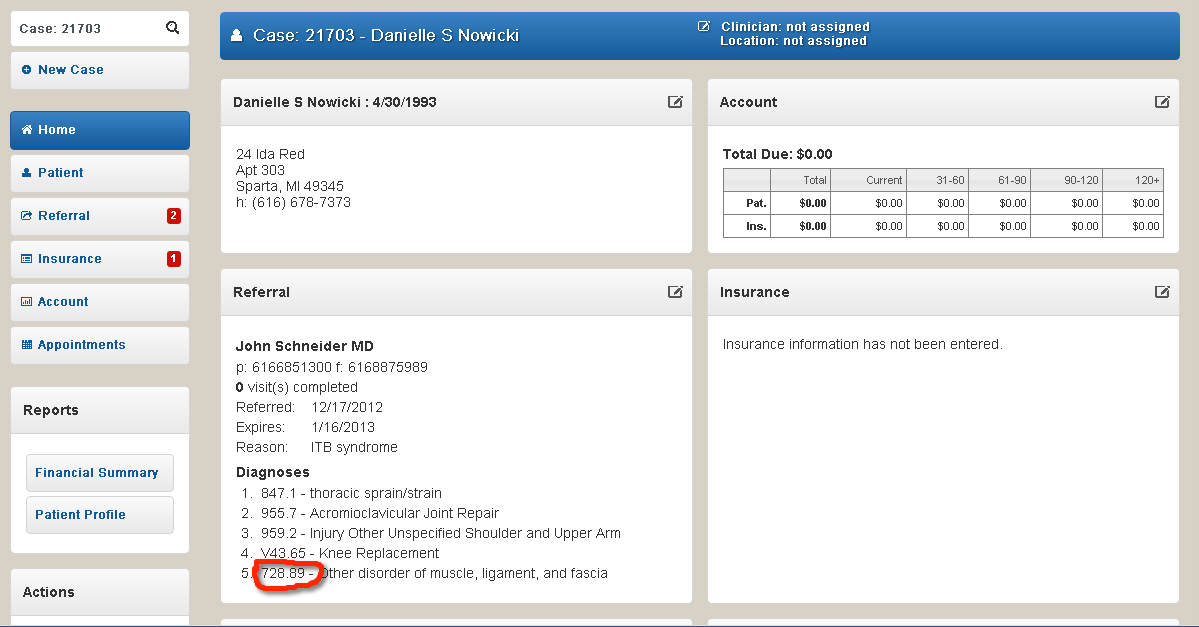 Case: 21703
New Case
Home
Patient
Referral 2
Insurance 1
Account
Appointments
Reports
Financial Summary
Patient Profile
Actions
Case: 21703 - Danielle S Nowicki
Clinician: not assigned
Location: not assigned
Danielle S Nowicki : 4/30/1993
24 Ida Red
Apt 303
Sparta, MI 49345
h: (616) 678-7373
Account
Total Due: $0.00
Total Current 31-60 61-90 90-120 120+
Pat. $0.00 $0.00 $0.00 $0.00 $0.00 $0.00
Ins. $0.00 $0.00 $0.00 $0.00 $0.00 $0.00
Referral
John Schneider MD
p: 6166851300 f: 6168875989
0 visit(s) completed
Referred: 12/17/2012
Expires: 1/16/2013
Reason: ITB syndrome
Diagnoses
1. 847.1 - thoracic sprain/strain
2. 955.7 - Acromioclavicular Joint Repair
3. 959.2 - Injury Other Unspecified Shoulder and Upper Arm
4. V43.65 - Knee Replacement
5. 728.89 - Other disorder of muscle, ligament, and fascia
Insurance
Insurance information has not been entered.